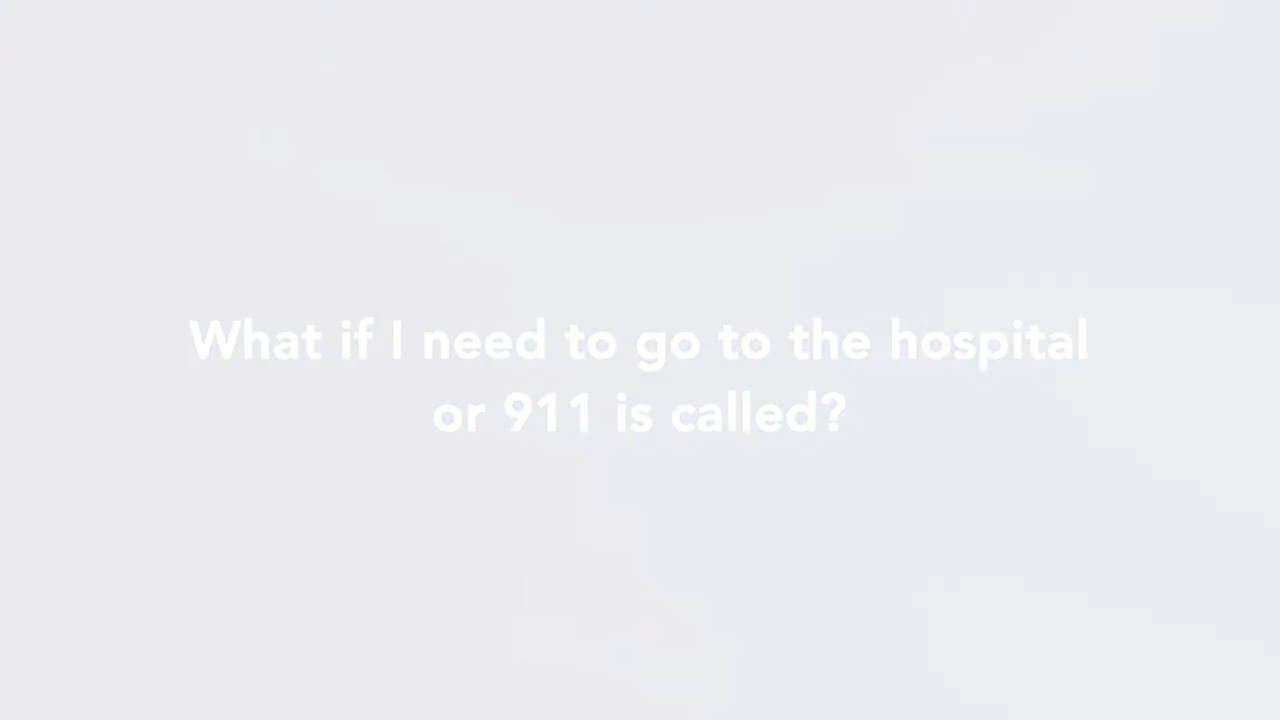 What if I need to go to the hospital
or 911 is called?